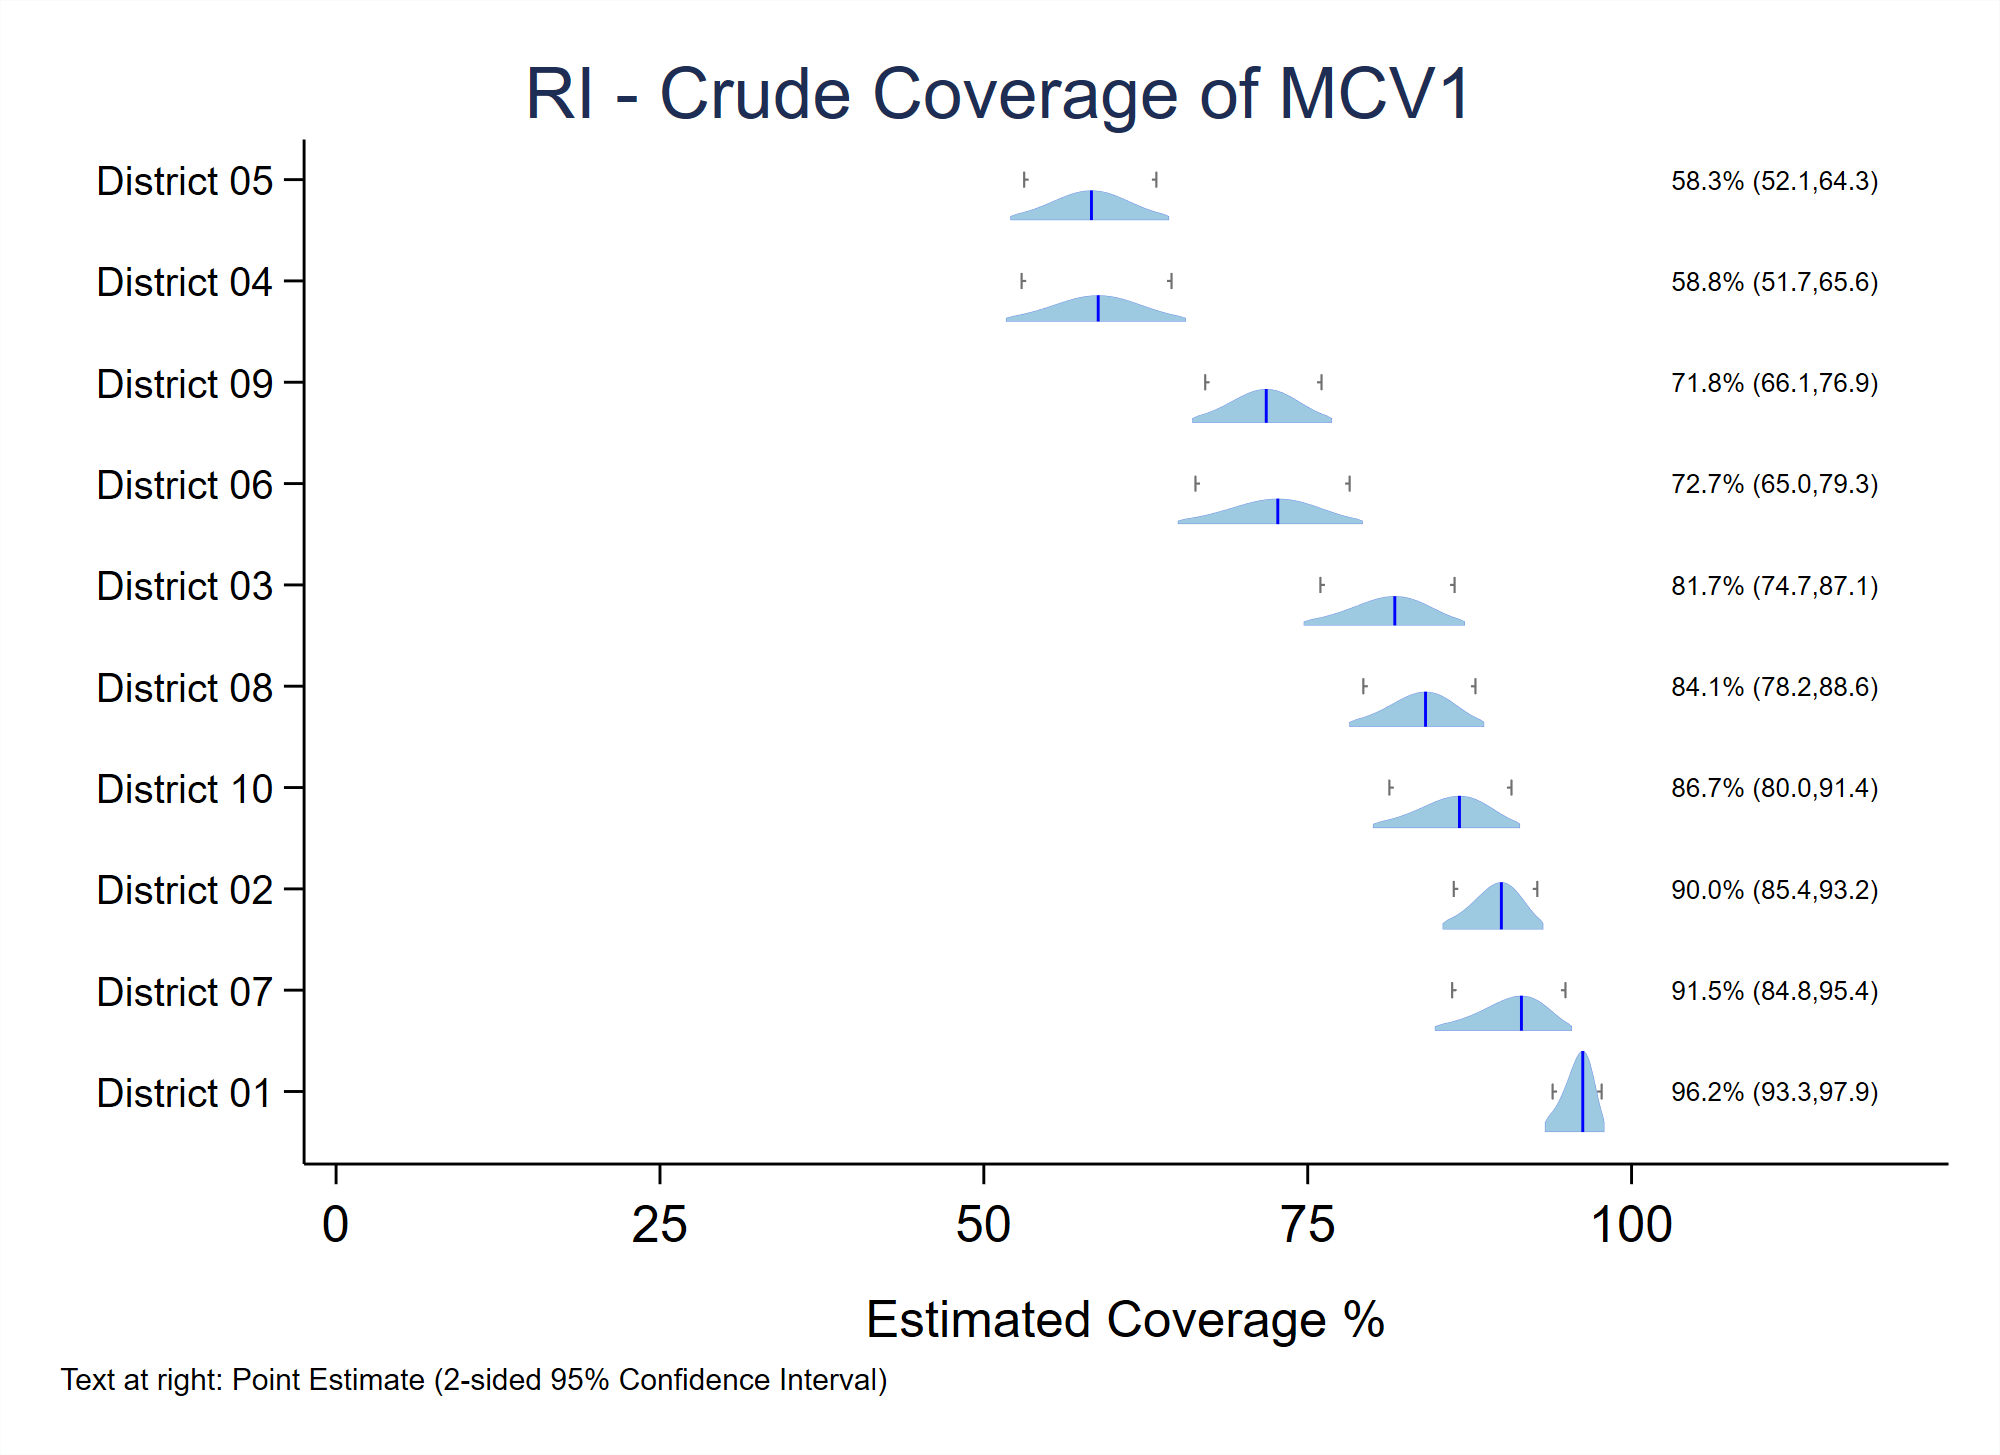 RI - Crude Coverage of MCV1
District 05 58.3% (52.1,64.3)
District 04 58.8% (51.7,65.6)
District 09 71.8% (66.1,76.9)
District 06 72.7% (65.0,79.3)
District 03 81.7% (74.7,87.1)
District 08 84.1% (78.2,88.6)
District 10 86.7% (80.0,91.4)
District 02 90.0% (85.4,93.2)
District 07 91.5% (84.8,95.4)
District 01 96.2% (93.3,97.9)
0 25 50 75 100
Estimated Coverage %
Text at right: Point Estimate (2-sided 95% Confidence Interval)